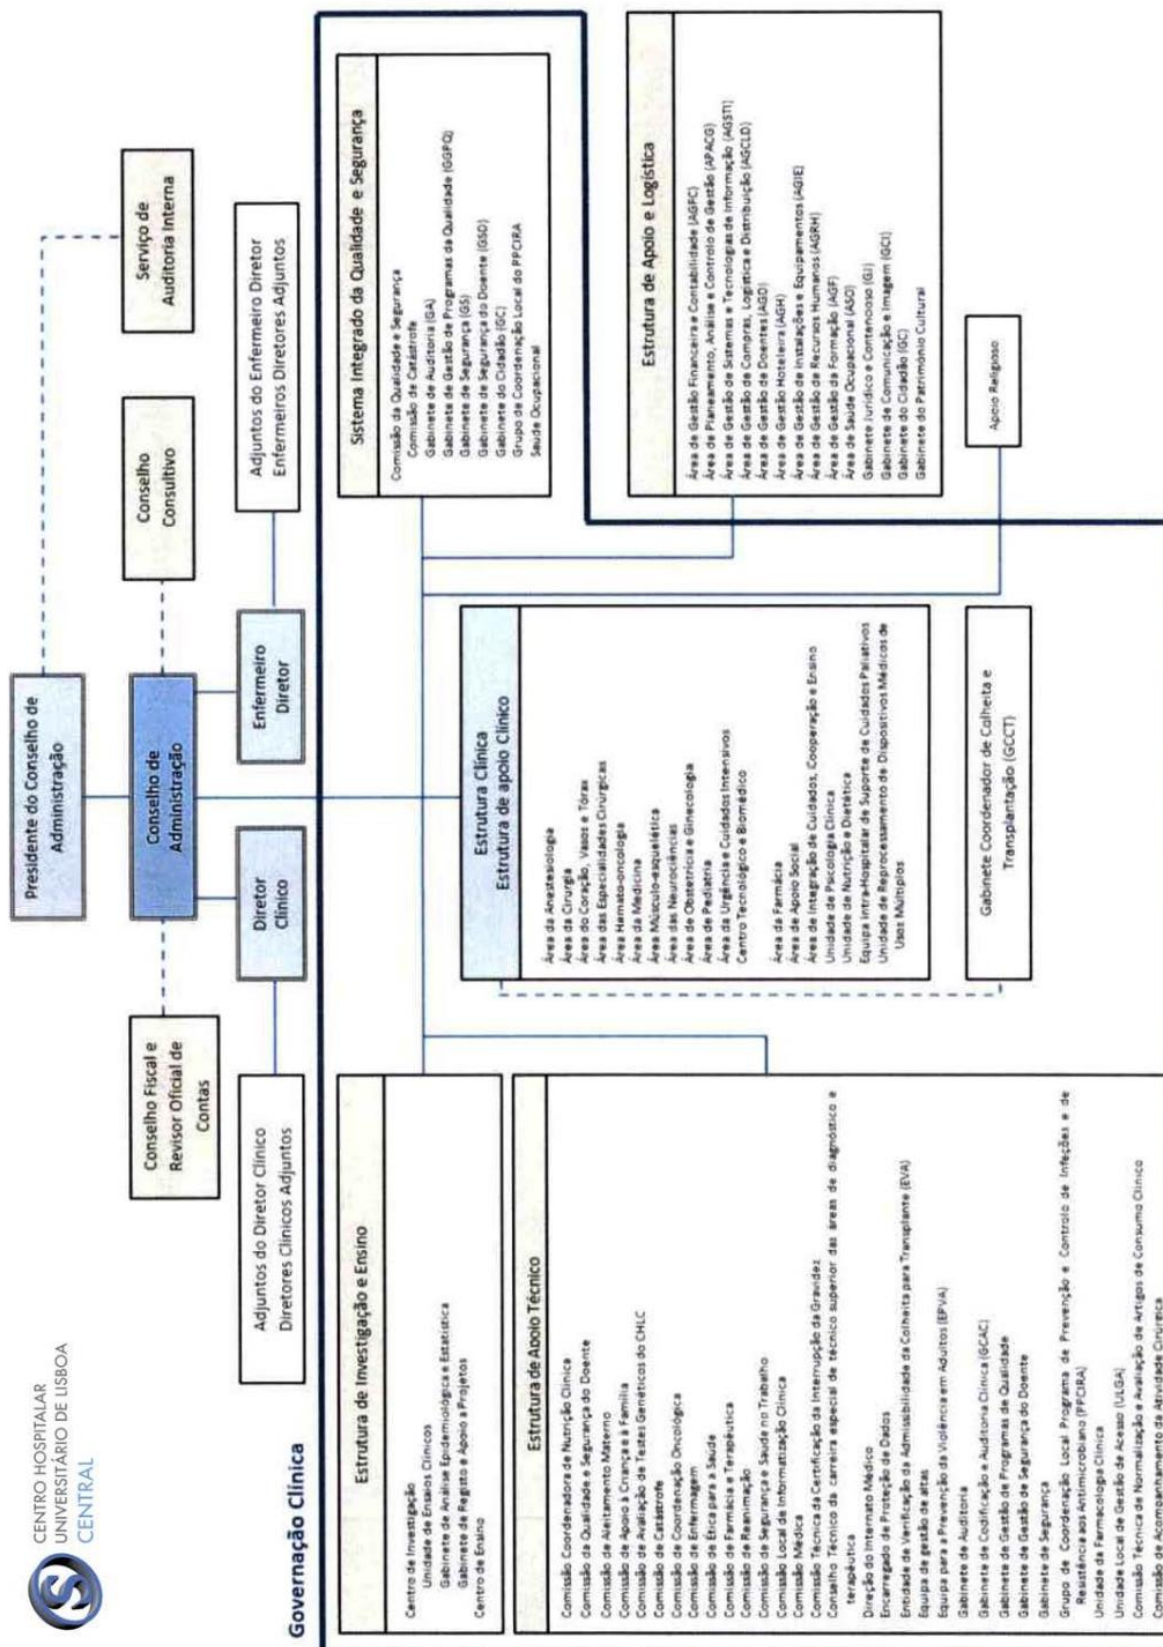 CENTRO HOSPITALAR
UNIVERSITÁRIO DE LISBOA
CENTRAL
Presidente do Conselho de
Administração
Serviço de
Auditoria Interna
Conselho Fiscal e
Revisor Oficial de
Contas
Conselho de
Administração
Conselho
Consultivo
Adjuntos do Diretor Clínico
Diretores Clínicos Adjuntos
Diretor
Clínico
Enfermeiro
Diretor
Adjuntos do Enfermeiro Diretor
Enfermeiros Diretores Adjuntos
Governação Clínica
Estrutura de Investigação e Ensino
Centro de Investigação
Unidade de Ensaios Clínicos
Gabinete de Análise Epidemiológica e Estatística
Gabinete de Registo e Apoio a Projetos
Centro de Ensino
Estrutura de Apoio Técnico
Comissão Coordenadora de Nutrição Clínica
Comissão da Qualidade e Segurança do Doente
Comissão de Aleitamento Materno
Comissão de Apoio à Criança e à Família
Comissão de Avaliação de Testes Genéticos do CHLC
Comissão de Catástrofe
Comissão de Coordenação Oncológica
Comissão de Enfermagem
Comissão de Ética para a Saúde
Comissão de Farmácia e Terapêutica
Comissão de Reanimação
Comissão de Segurança e Saude no Trabalho
Comissão Local de Informatização Clínica
Comissão Médica
Comissão Técnica da Certificação da Interrupção da Gravidez
Conselho Técnico da carreira especial de técnico superior das áreas de diagnóstico e
terapêutica
Direção do Internato Médico
Encarregado de Proteção de Dados
Entidade de Verificação da Admissibilidade da Colheita para Transplante (EVA)
Equipa de gestão de altas
Equipa para a Prevenção da Violência em Adultos (EPVA)
Gabinete de Auditoria
Gabinete de Codificação e Auditoria Clínica (GCAC)
Gabinete de Gestão de Programas de Qualidade
Gabinete de Gestão de Segurança do Doente
Gabinete de Segurança
Grupo de Coordenação Local Programa de Prevenção e Controlo de Infeções e de
Resistência aos Antimicrobiano (PPCIRA)
Unidade da Farmacologia Clínica
Unidade Local de Gestão de Acesso (ULGA)
Comissão Técnica de Normalização e Avaliação de Artigos de Consumo Clínico
Comissão de Acompanhamento da Atividade Cirúrgica
Estrutura Clínica
Estrutura de apoio Clínico
Área da Anestesiologia
Área da Cirurgia
Área do Coração, Vasos e Tórax
Área das Especialidades Cirúrgicas
Área Hemato-oncologia
Área da Medicina
Área Músculo-esquelética
Área das Neurociências
Área de Obstetrícia e Ginecologia
Área de Pediatria
Área da Urgência e Cuidados Intensivos
Centro Tecnológico e Biomédico
Área da Farmácia
Área de Apoio Social
Área de Integração de Cuidados, Cooperação e Ensino
Unidade de Psicologia Clínica
Unidade de Nutrição e Dietética
Equipa Intra-Hospitalar de Suporte de Cuidados Paliativos
Unidade de Reprocessamento de Dispositivos Médicos de
Usos Múltiplos
Gabinete Coordenador de Colheita e
Transplantação (GCCT)
Sistema Integrado da Qualidade e Segurança
Comissão da Qualidade e Segurança
Comissão de Catástrofe
Gabinete de Auditoria (GA)
Gabinete de Gestão de Programas da Qualidade (GGPQ)
Gabinete de Segurança (GS)
Gabinete de Segurança do Doente (GSD)
Gabinete do Cidadão (GC)
Grupo de Coordenação Local do PPCIRA
Saúde Ocupacional
Estrutura de Apoio e Logística
Área de Gestão Financeira e Contabilidade (AGFC)
Área de Planeamento, Análise e Controlo de Gestão (APACG)
Área de Gestão de Sistemas e Tecnologias de Informação (AGSTI)
Área de Gestão de Compras, Logística e Distribuição (AGCLD)
Área de Gestão de Doentes (AGD)
Área de Gestão Hoteleira (AGH)
Área de Gestão de Instalações e Equipamentos (AGIE)
Área de Gestão de Recursos Humanos (AGRH)
Área de Gestão da Formação (AGF)
Área de Saúde Ocupacional (ASO)
Gabinete Jurídico e Contencioso (GJ)
Gabinete de Comunicação e Imagem (GCI)
Gabinete do Cidadão (GC)
Gabinete do Património Cultural
Apoio Religioso